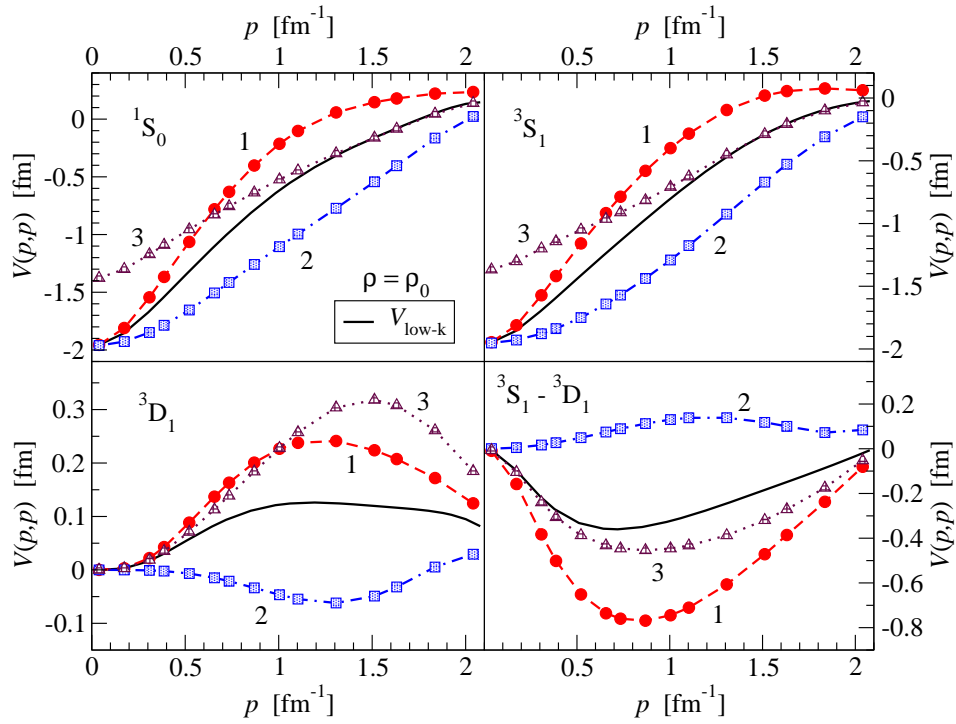 p [fm-1] p [fm-1]
0 0.5 1 1.5 2 0.5 1 1.5 2
V(p,p) [fm]
0
-0.5
-1
-1.5
-2
1S0
1
3
2
ρ = ρ0
Vlow-k
3S1
1
3
2
0
-0.5
-1
-1.5
-2
V(p,p) [fm]
V(p,p) [fm]
0.3
0.2
0.1
0
-0.1
3D1
3
1
2
3S1 - 3D1
2
3
1
0.2
0
-0.2
-0.4
-0.6
-0.8
V(p,p) [fm]
0 0.5 1 1.5 2 0.5 1 1.5 2
p [fm-1] p [fm-1]